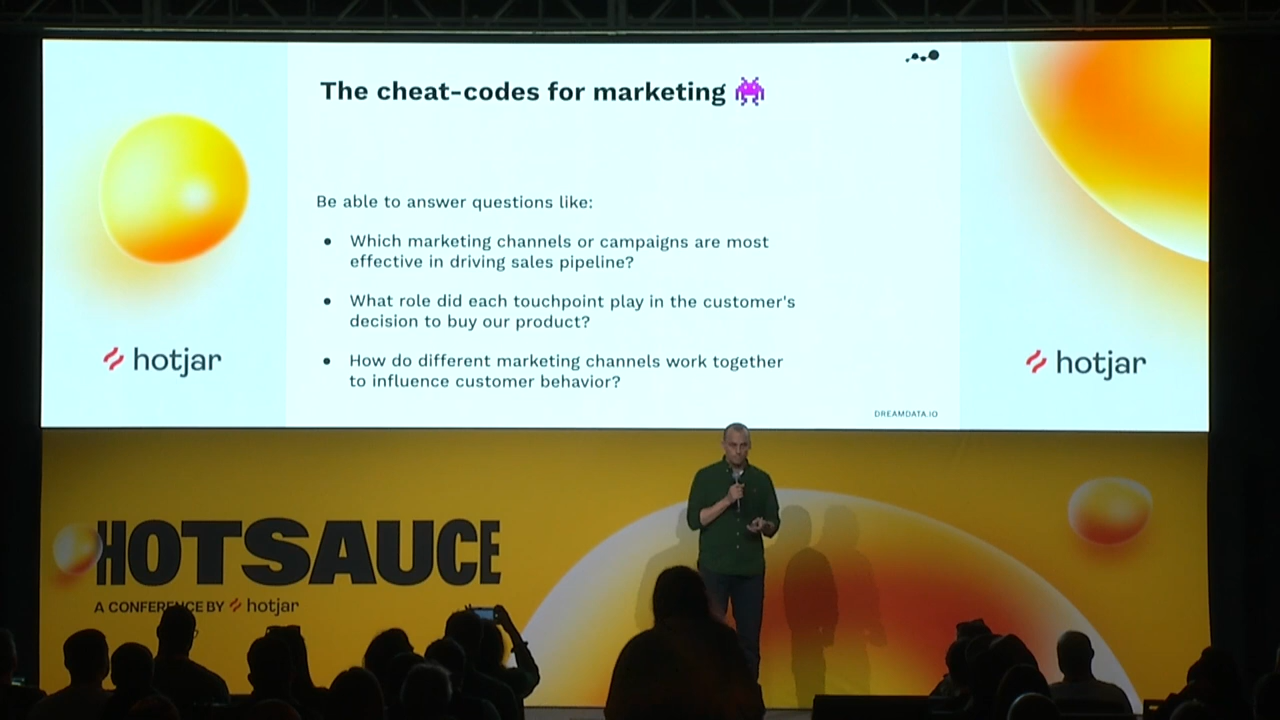 The cheat-codes for marketing
Be able to answer questions like:
Which marketing channels or campaigns are most
effective in driving sales pipeline?
What role did each touchpoint play in the customer's
decision to buy our product?
How do different marketing channels work together
to influence customer behavior?
DREAMDATA.IO
hotjar
hotjar
HOTSAUCE
A CONFERENCE BY hotjar